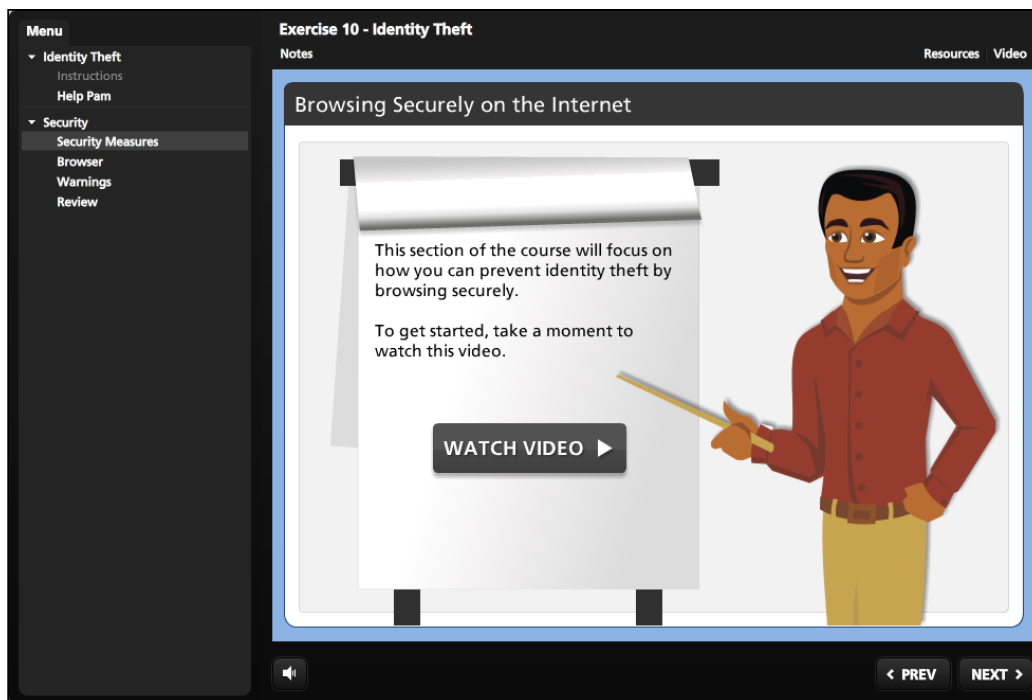 Menu
Identity Theft
Instructions
Help Pam
Security
Security Measures
Browser
Warnings
Review
Exercise 10 - Identity Theft
Notes
Resources
Video
Browsing Securely on the Internet
This section of the course will focus on
how you can prevent identity theft by
browsing securely.
To get started, take a moment to
watch this video.
WATCH VIDEO
< PREV
NEXT >